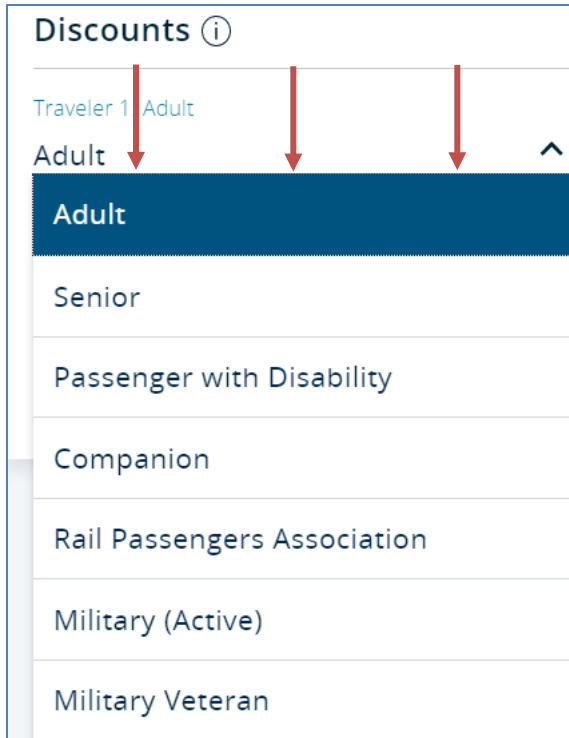 Discounts ⓘ
Traveler 1 Adult
Adult
Adult
Senior
Passenger with Disability
Companion
Rail Passengers Association
Military (Active)
Military Veteran